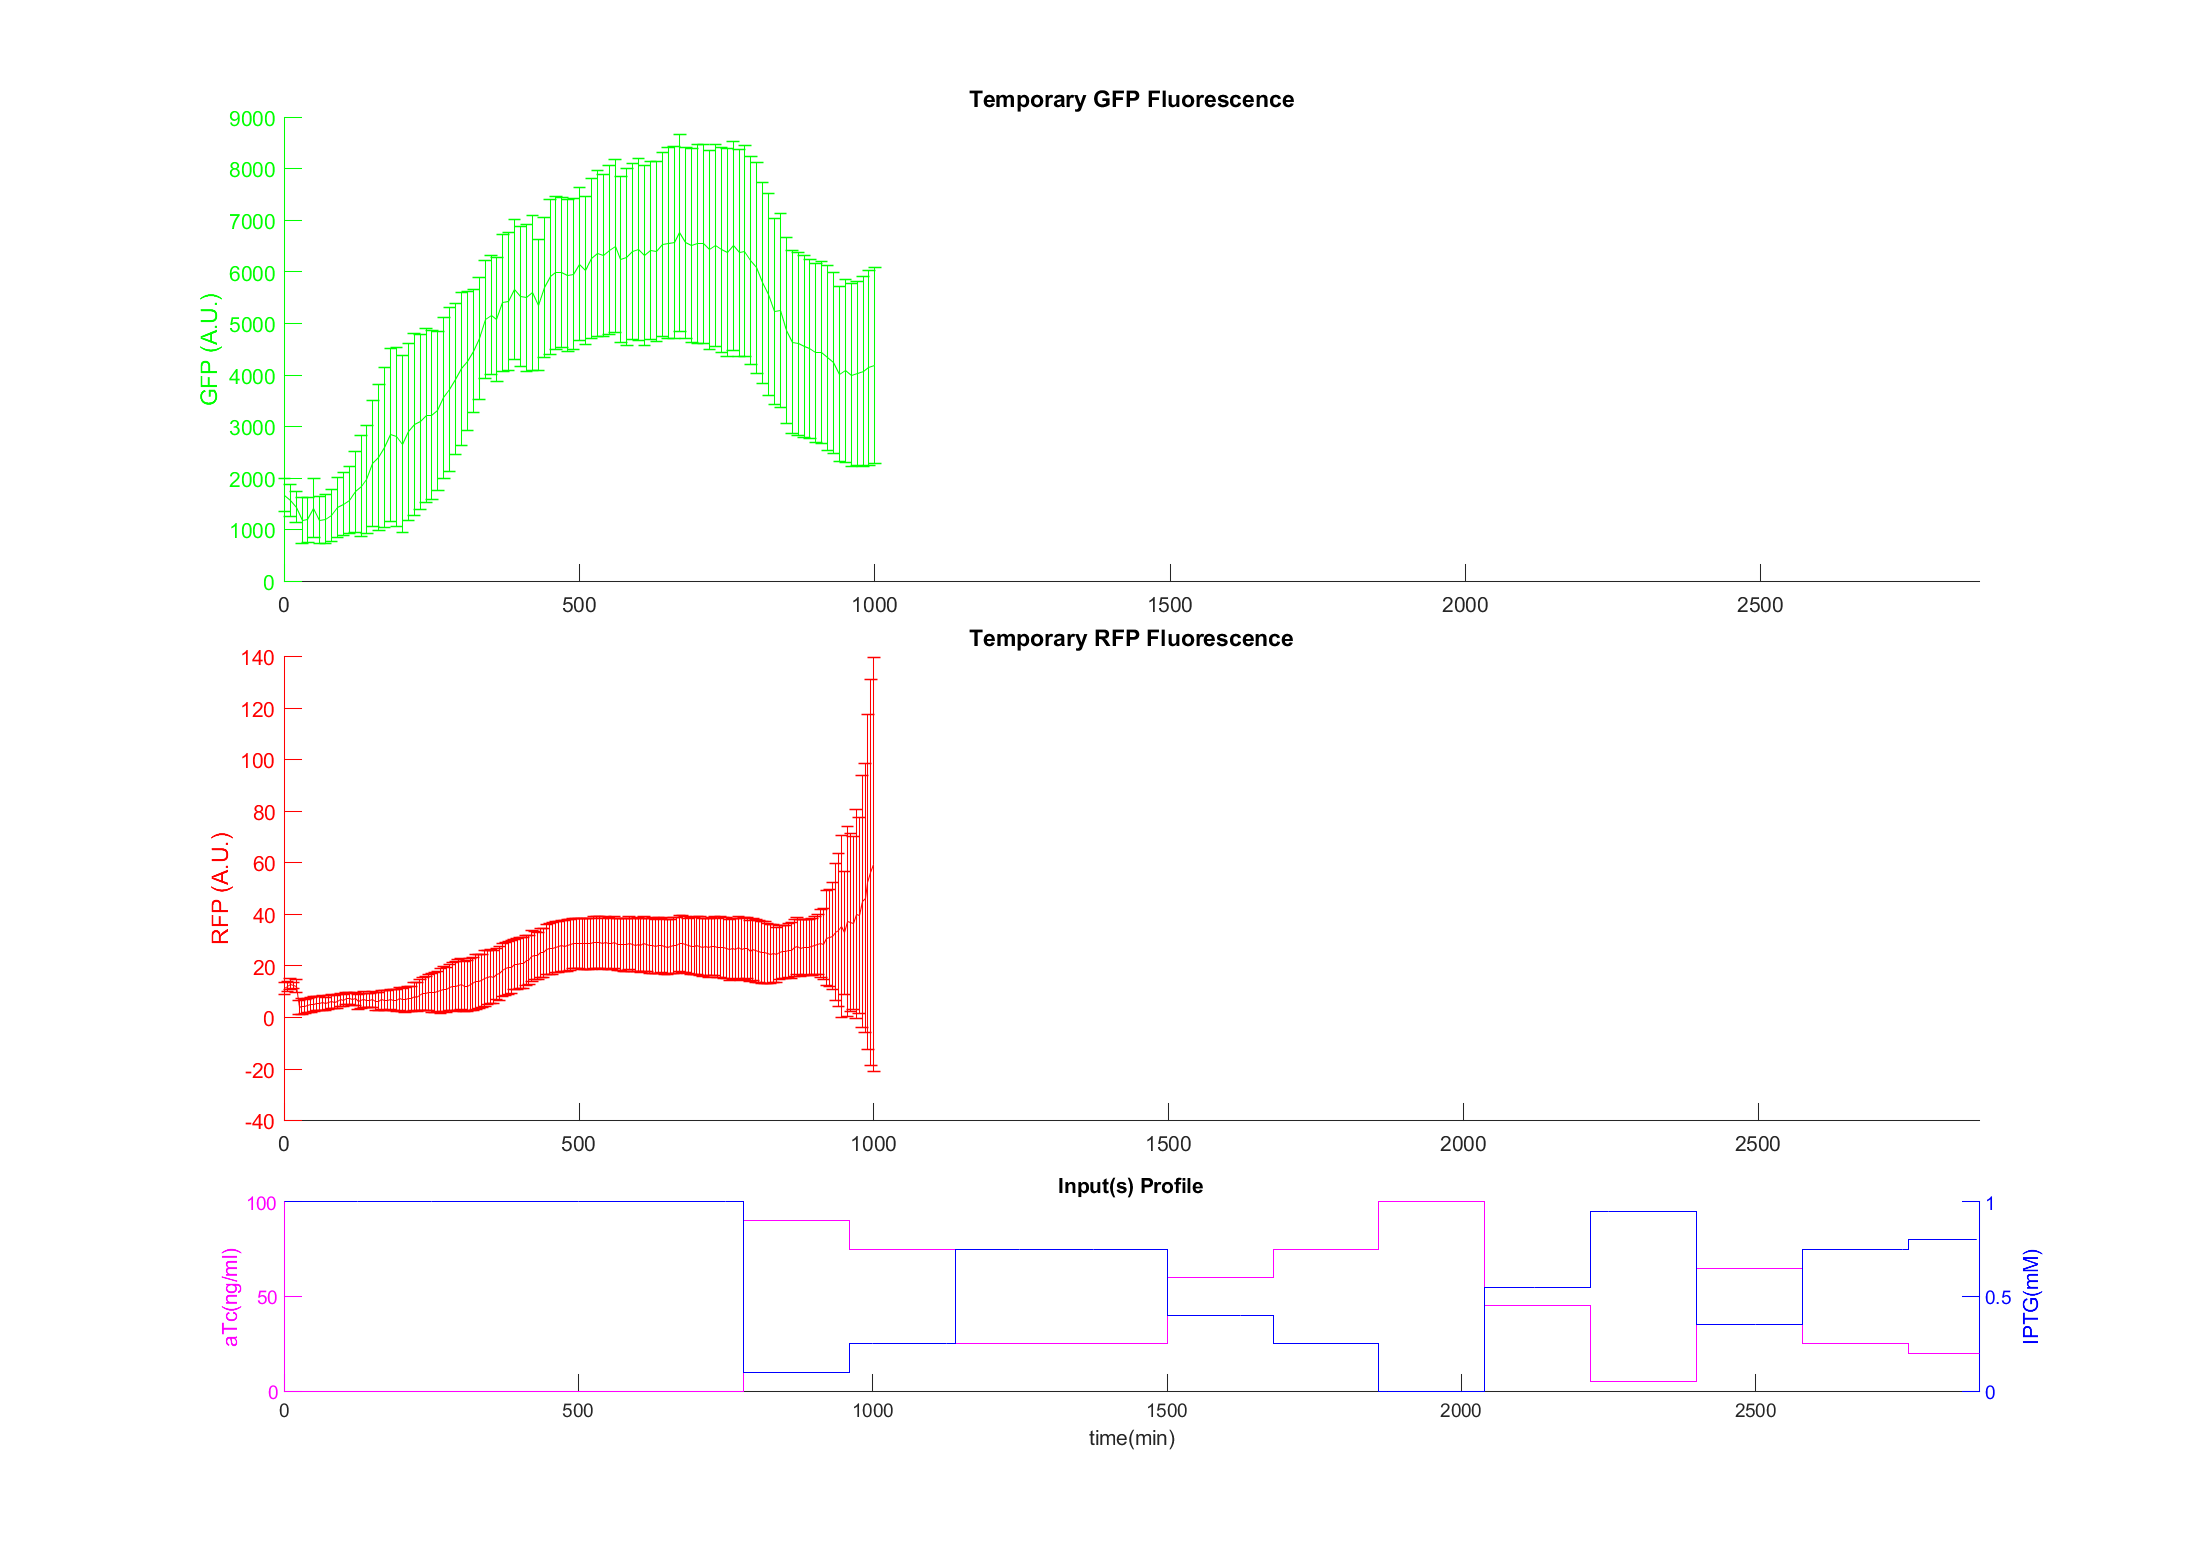 Temporary GFP Fluorescence
9000
8000
7000
6000
5000
4000
3000
2000
1000
0
GFP (A.U.)
0 500 1000 1500 2000 2500
Temporary RFP Fluorescence
140
120
100
80
60
40
20
0
-20
-40
RFP (A.U.)
0 500 1000 1500 2000 2500
Input(s) Profile
100
50
0
aTc(ng/ml)
1
0.5
0
IPTG(mM)
0 500 1000 1500 2000 2500
time(min)